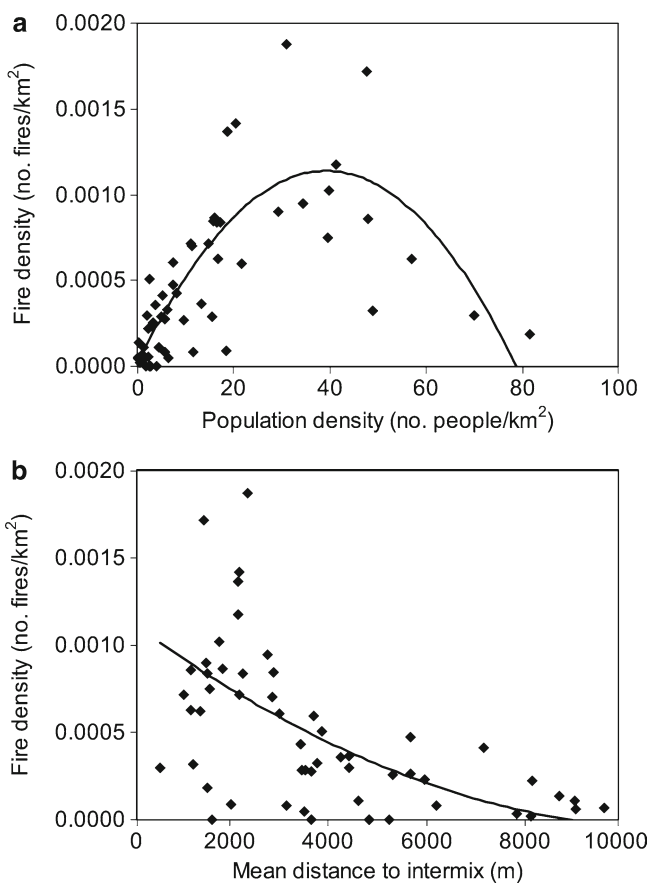 a
0.0020
0.0015
0.0010
0.0005
0.0000
Fire density (no. fires/km²)
0 20 40 60 80 100
Population density (no. people/km²)
b
0.0020
0.0015
0.0010
0.0005
0.0000
Fire density (no. fires/km²)
0 2000 4000 6000 8000 10000
Mean distance to intermix (m)